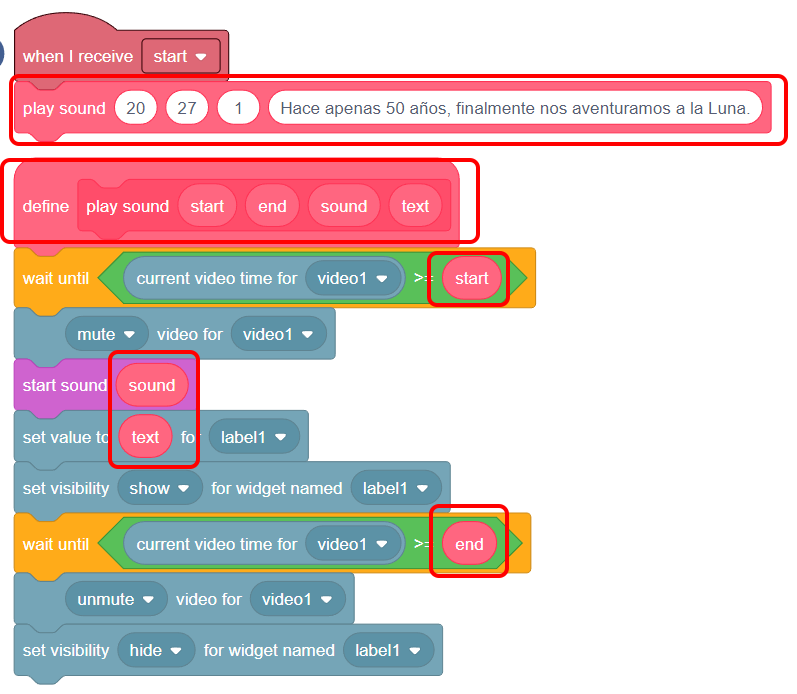 when I receive start
play sound 20 27 1 Hace apenas 50 años, finalmente nos aventuramos a la Luna.
define play sound start end sound text
wait until current video time for video1 >= start
mute video for video1
start sound sound
set value to text for label1
set visibility show for widget named label1
wait until current video time for video1 >= end
unmute video for video1
set visibility hide for widget named label1